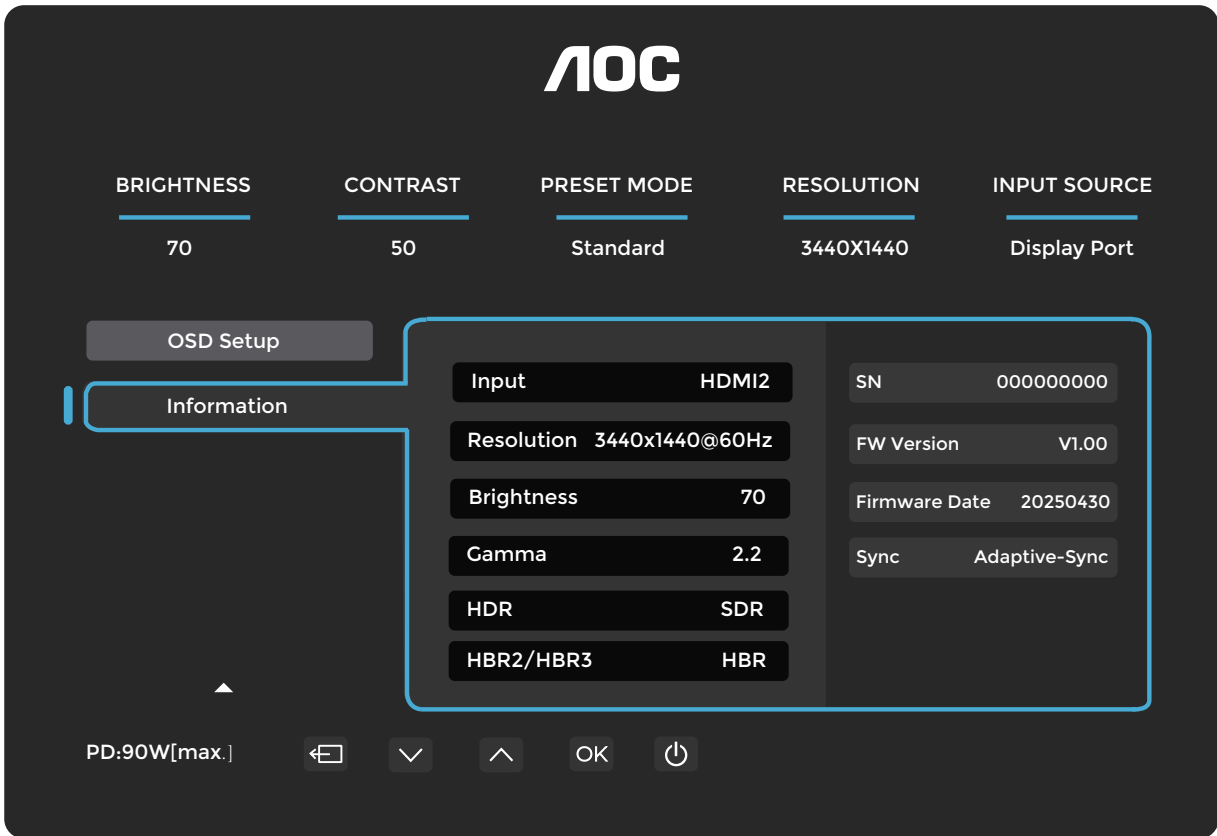 AOC
BRIGHTNESS CONTRAST PRESET MODE RESOLUTION INPUT SOURCE
70 50 Standard 3440X1440 Display Port
OSD Setup
Information
Input HDMI2
Resolution 3440x1440@60Hz
Brightness 70
Gamma 2.2
HDR SDR
HBR2/HBR3 HBR
SN 000000000
FW Version V1.00
Firmware Date 20250430
Sync Adaptive-Sync
PD:90W[max.]
OK